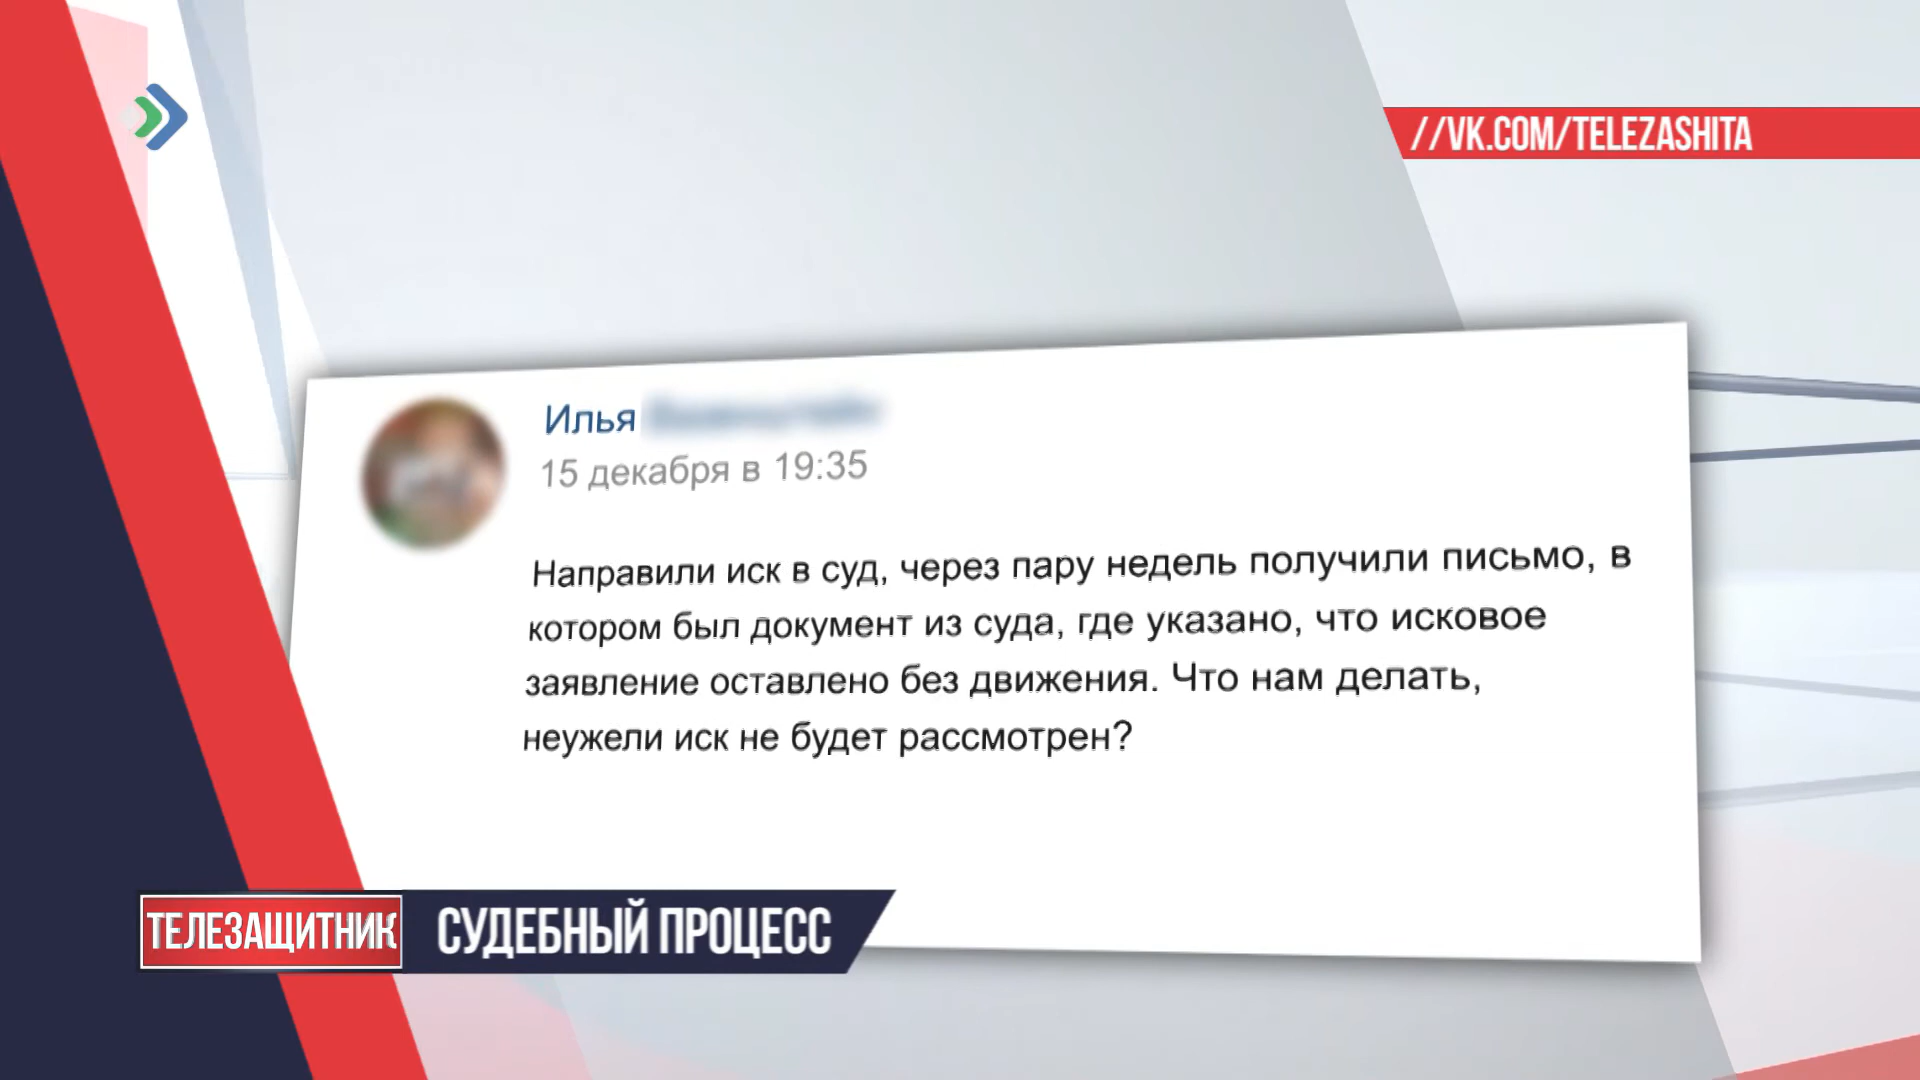 //VK.COM/TELEZASHITA
Илья
15 декабря в 19:35
Направили иск в суд, через пару недель получили письмо, в
котором был документ из суда, где указано, что исковое
заявление оставлено без движения. Что нам делать,
неужели иск не будет рассмотрен?
ТЕЛЕЗАЩИТНИК
СУДЕБНЫЙ ПРОЦЕСС